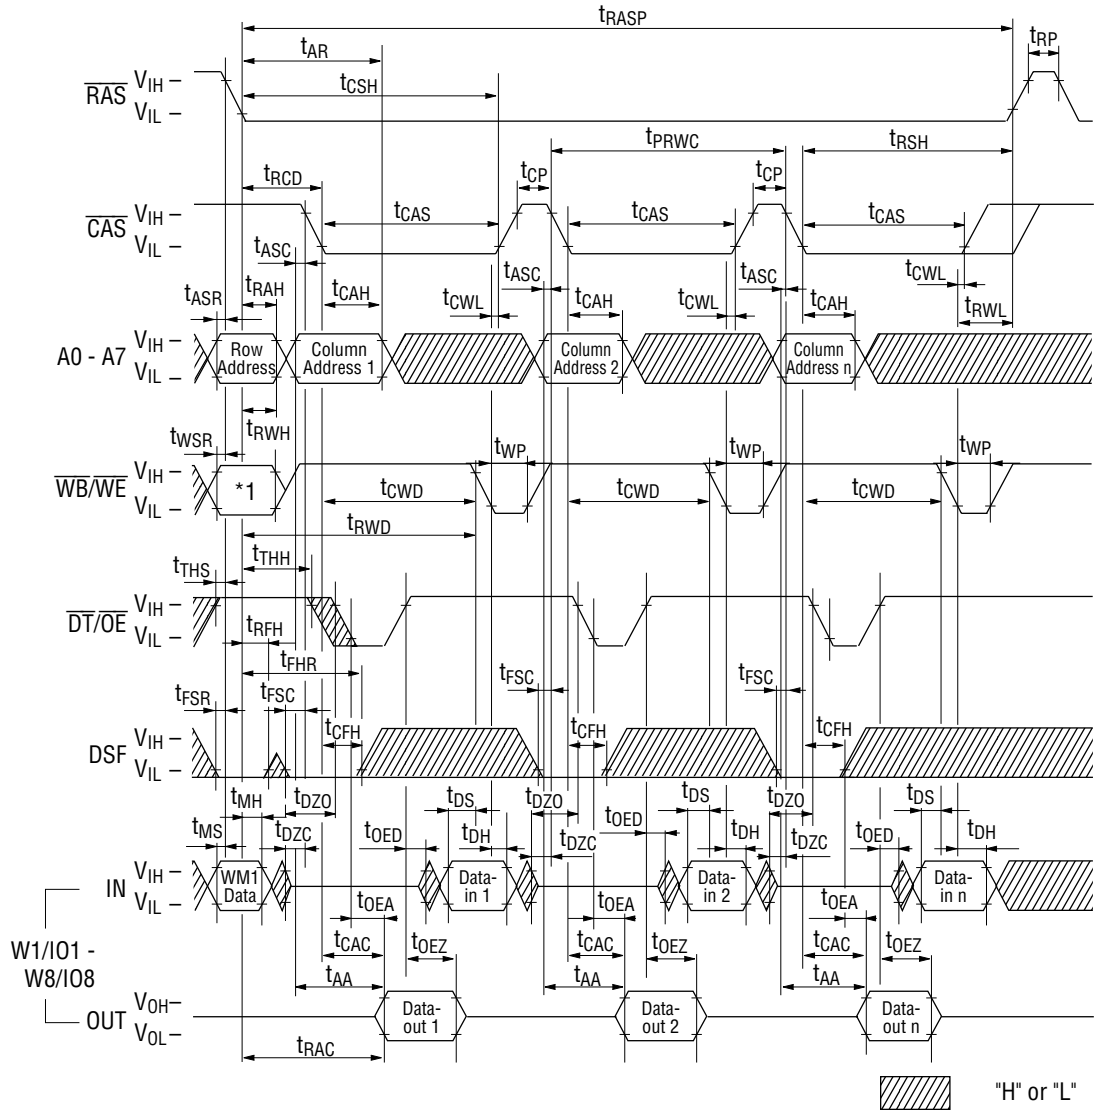 tRASP
tAR
tRP
RAS
VIH
VIL
tCSH
tPRWC
tRSH
tRCD
tCP
tCP
CAS
VIH
VIL
tCAS
tCAS
tCAS
tASC
tASC
tASC
tCWL
tASR
tRAH
tCAH
tCWL
tCAH
tCWL
tCAH
tRWL
A0 - A7
VIH
VIL
Row Address
Column Address 1
Column Address 2
Column Address n
tWSR
tRWH
tWP
tWP
tWP
WB/WE
VIH
VIL
*1
tCWD
tCWD
tCWD
tRWD
tTHS
tTHH
DT/OE
VIH
VIL
tRFH
tFHR
tFSC
tFSC
tFSR
tFSC
tCFH
tCFH
tCFH
DSF
VIH
VIL
tMH
tDZO
tDS
tDZO
tDS
tDZO
tDS
tMS
tDZC
tOED
tDH
tDZC
tOED
tDH
tDZC
tOED
tDH
IN
VIH
VIL
WM1 Data
Data-in 1
Data-in 2
Data-in n
tOEA
tOEA
tOEA
W1/IO1 -
W8/IO8
tCAC
tOEZ
tCAC
tOEZ
tCAC
tOEZ
tAA
tAA
tAA
OUT
VOH
VOL
Data-out 1
Data-out 2
Data-out n
tRAC
"H" or "L"